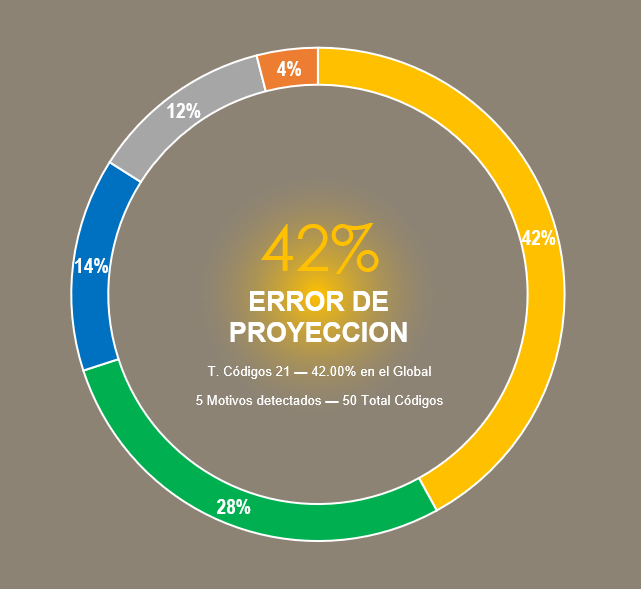 4%
12%
42%
14%
42%
ERROR DE
PROYECCION
T. Códigos 21 — 42.00% en el Global
5 Motivos detectados — 50 Total Códigos
28%